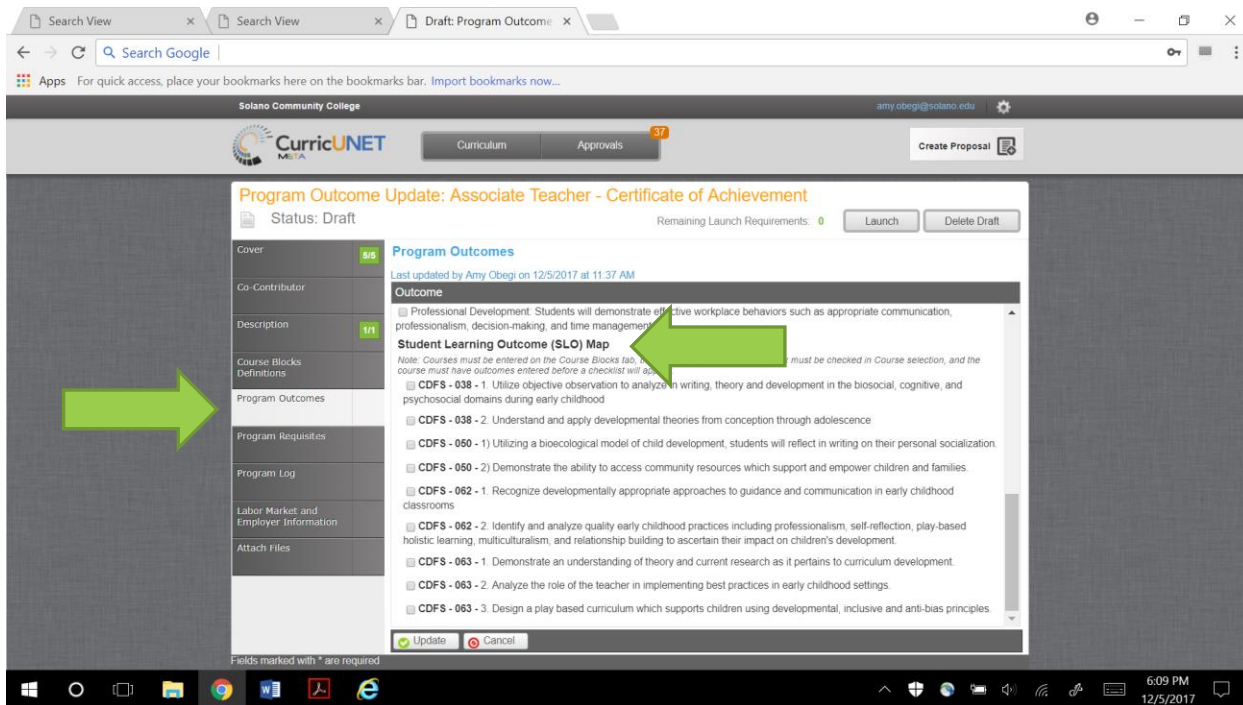 Search View
Search View
Draft: Program Outcome
Search Google
Apps For quick access, place your bookmarks here on the bookmarks bar. Import bookmarks now...
Solano Community College amy.obegi@solano.edu
CurricUNET
META
Curriculum Approvals 37
Create Proposal
Program Outcome Update: Associate Teacher - Certificate of Achievement
Status: Draft
Remaining Launch Requirements: 0 Launch Delete Draft
Cover 5/5
Co-Contributor
Description 1/1
Course Blocks
Definitions
Program Outcomes
Program Requisites
Program Log
Labor Market and
Employer Information
Attach Files
Program Outcomes
Last updated by Amy Obegi on 12/5/2017 at 11:37 AM
Outcome
Professional Development. Students will demonstrate effective workplace behaviors such as appropriate communication,
professionalism, decision-making, and time management
Student Learning Outcome (SLO) Map
Note: Courses must be entered on the Course Blocks tab, must be checked in Course selection, and the
course must have outcomes entered before a checklist will
CDFS - 038 - 1. Utilize objective observation to analyze in writing, theory and development in the biosocial, cognitive, and
psychosocial domains during early childhood
CDFS - 038 - 2. Understand and apply developmental theories from conception through adolescence
CDFS - 050 - 1) Utilizing a bioecological model of child development, students will reflect in writing on their personal socialization.
CDFS - 050 - 2) Demonstrate the ability to access community resources which support and empower children and families.
CDFS - 062 - 1. Recognize developmentally appropriate approaches to guidance and communication in early childhood
classrooms
CDFS - 062 - 2. Identify and analyze quality early childhood practices including professionalism, self-reflection, play-based
holistic learning, multiculturalism, and relationship building to ascertain their impact on children's development.
CDFS - 063 - 1. Demonstrate an understanding of theory and current research as it pertains to curriculum development.
CDFS - 063 - 2. Analyze the role of the teacher in implementing best practices in early childhood settings.
CDFS - 063 - 3. Design a play based curriculum which supports children using developmental, inclusive and anti-bias principles.
Update Cancel
Fields marked with * are required
6:09 PM
12/5/2017